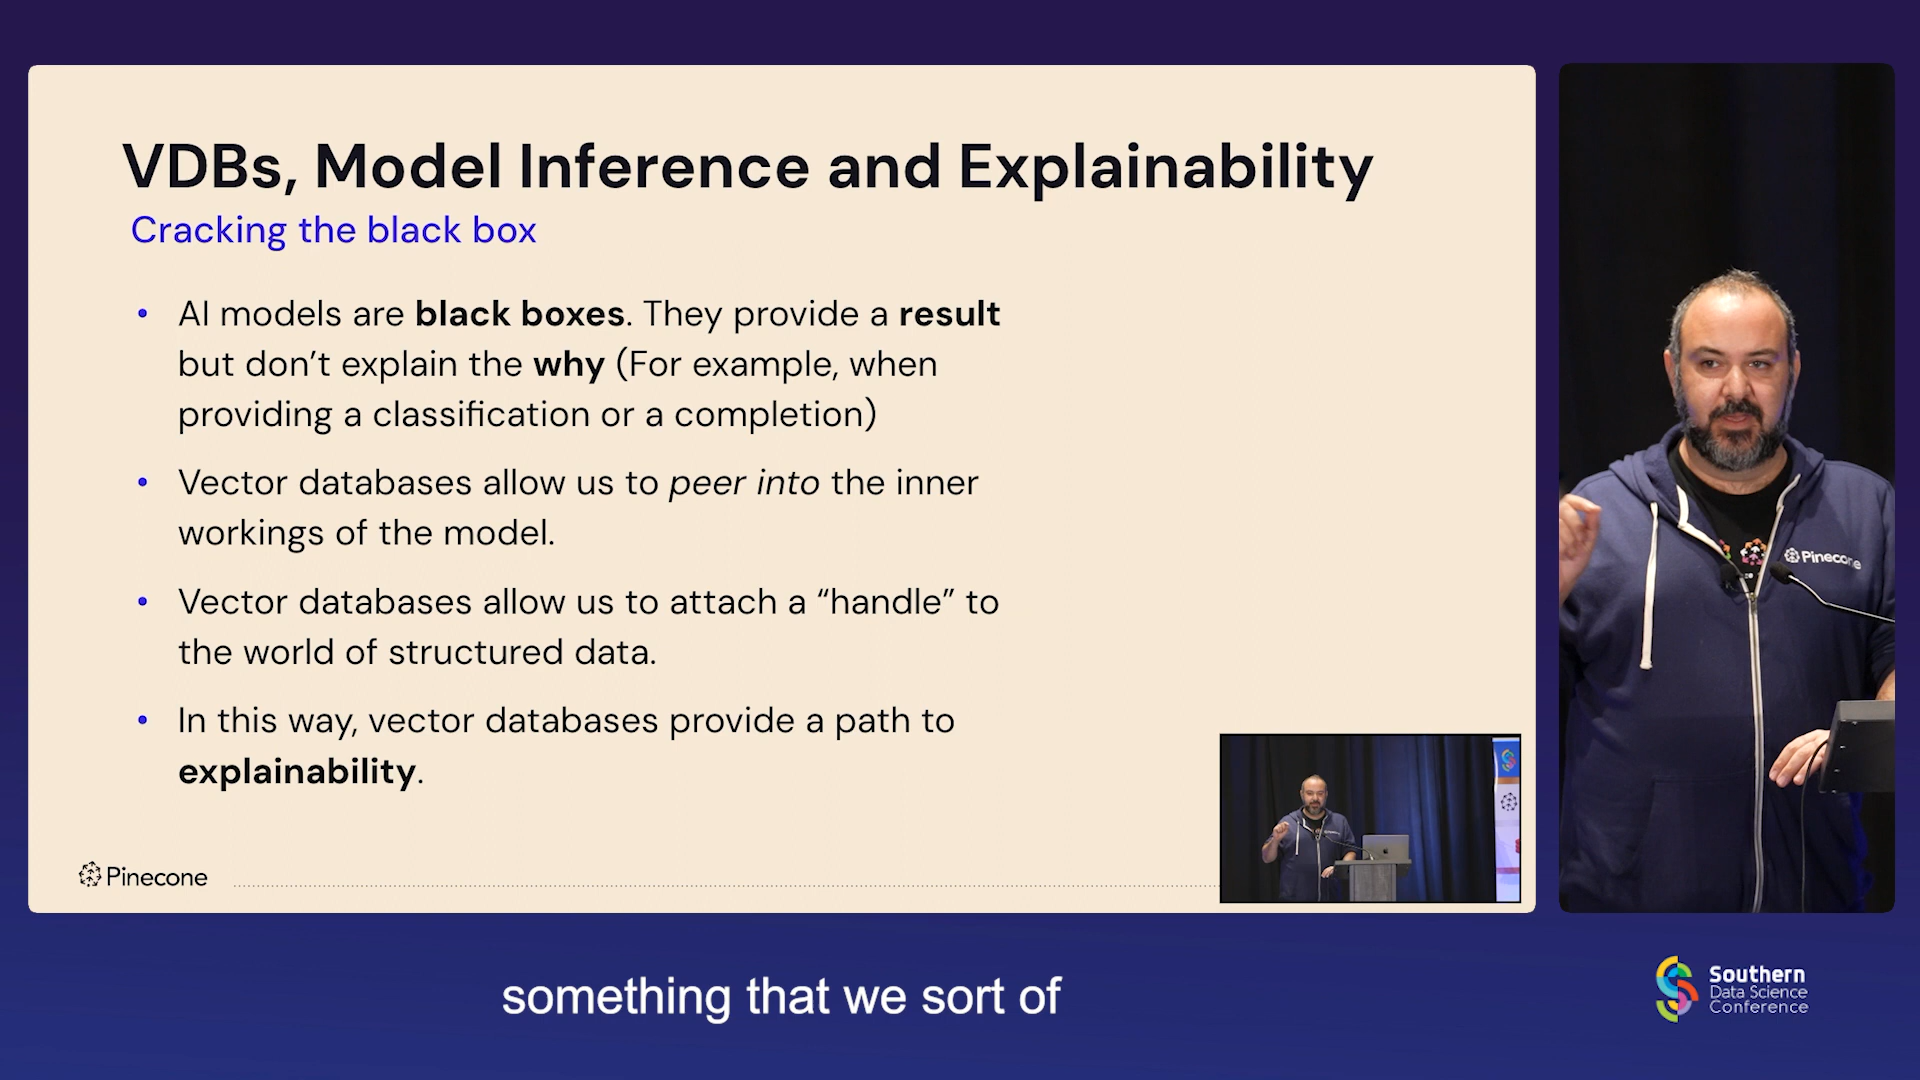 VDBs, Model Inference and Explainability
Cracking the black box
• AI models are black boxes. They provide a result
but don’t explain the why (For example, when
providing a classification or a completion)
• Vector databases allow us to peer into the inner
workings of the model.
• Vector databases allow us to attach a “handle” to
the world of structured data.
• In this way, vector databases provide a path to
explainability.
Pinecone
Pinecone
something that we sort of
Southern
Data Science
Conference